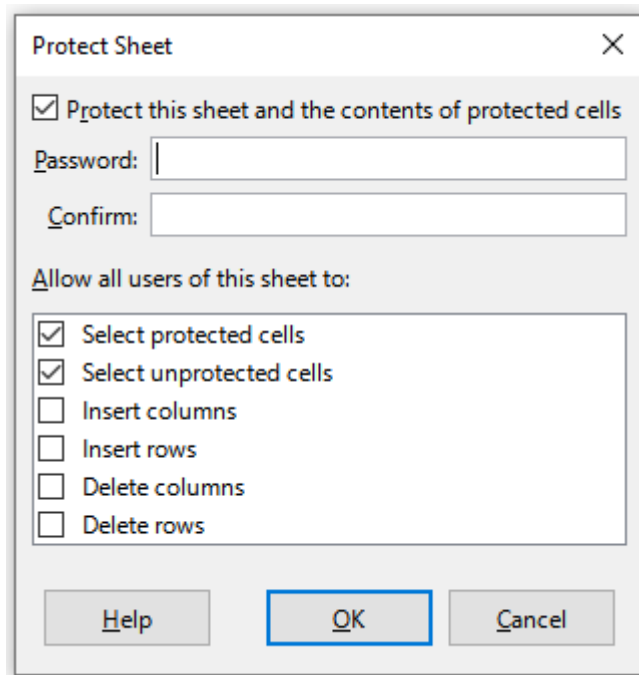 Protect Sheet
Protect this sheet and the contents of protected cells
Password:
Confirm:
Allow all users of this sheet to:
Select protected cells
Select unprotected cells
Insert columns
Insert rows
Delete columns
Delete rows
Help OK Cancel